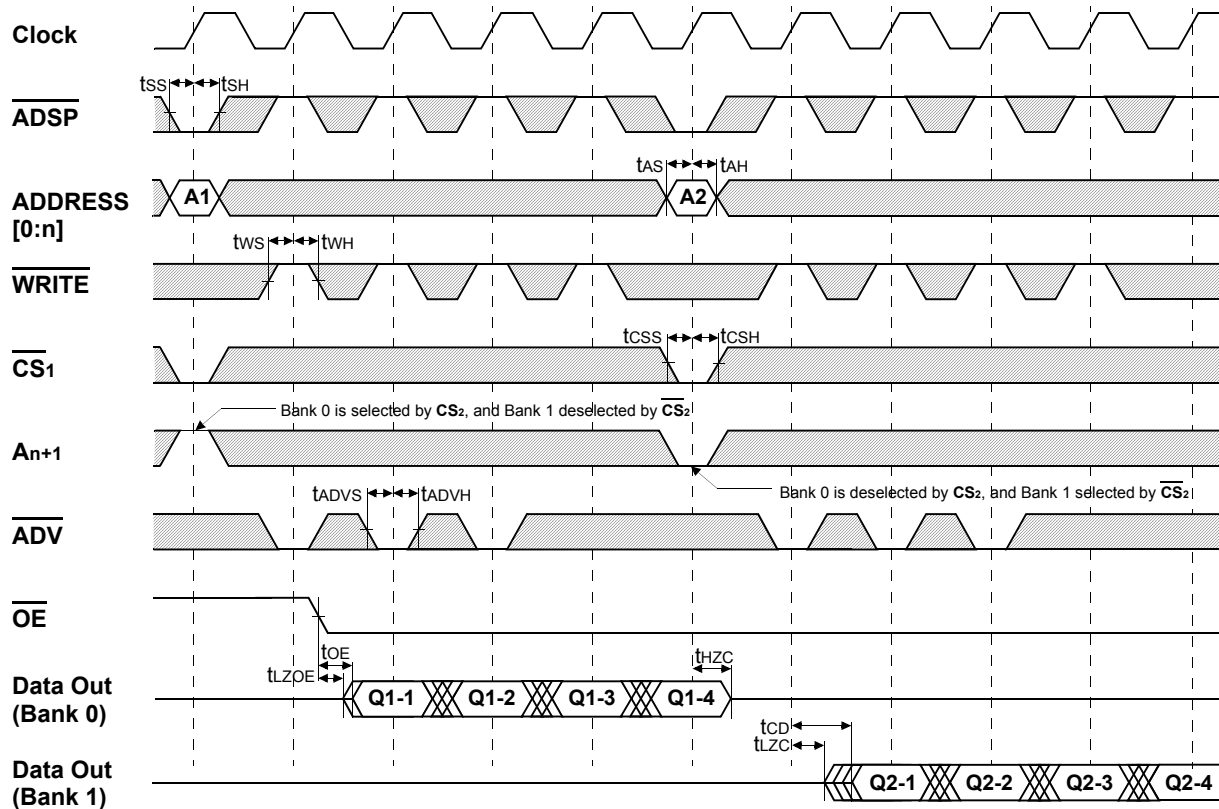 Clock
tSS tSH
ADSP
tAS tAH
ADDRESS
[0:n]
A1 A2
tWS tWH
WRITE
tCSS tCSH
CS1
Bank 0 is selected by CS2, and Bank 1 deselected by CS2
An+1
Bank 0 is deselected by CS2, and Bank 1 selected by CS2
tADVS tADVH
ADV
OE
tOE
tLZOE
tHZC
Data Out
(Bank 0)
Q1-1 Q1-2 Q1-3 Q1-4
tCD
tLZC
Data Out
(Bank 1)
Q2-1 Q2-2 Q2-3 Q2-4